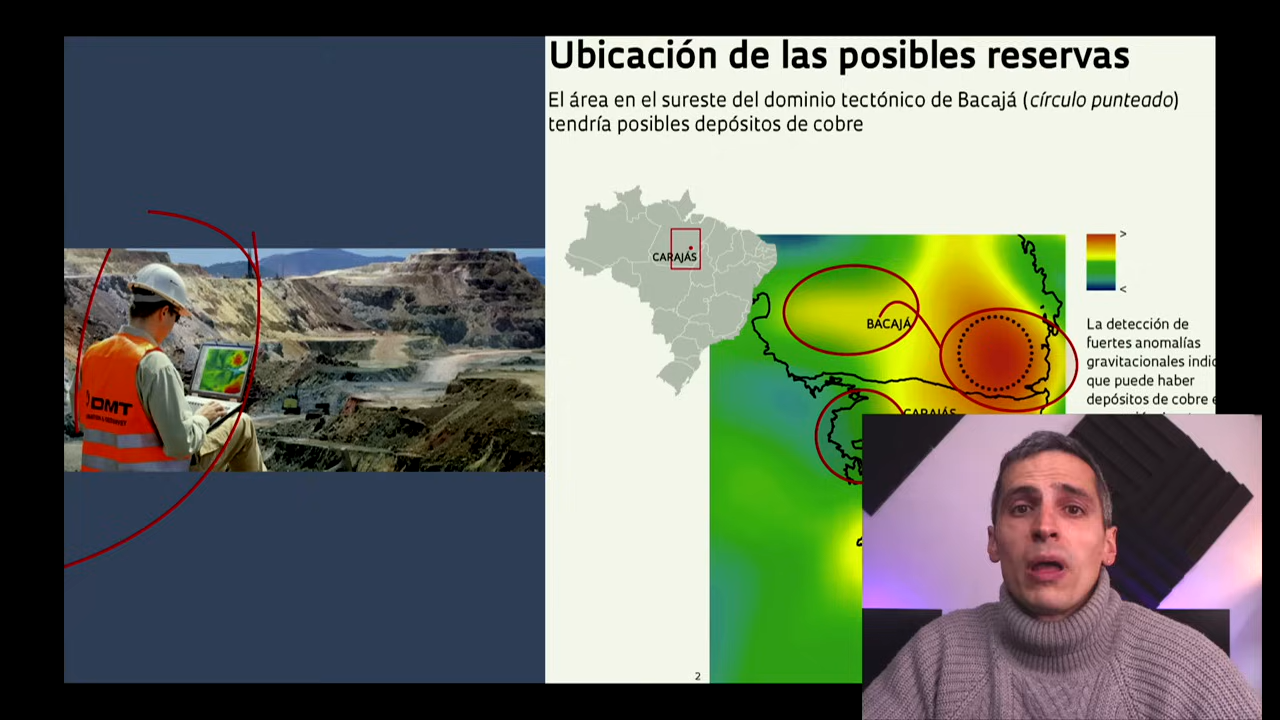 Ubicación de las posibles reservas
El área en el sureste del dominio tectónico de Bacajá (círculo punteado)
tendría posibles depósitos de cobre
CARAJÁS
BACAJÁ
CARAJÁS
>
<
La detección de
fuertes anomalías
gravitacionales indic
que puede haber
depósitos de cobre e
DMT
2